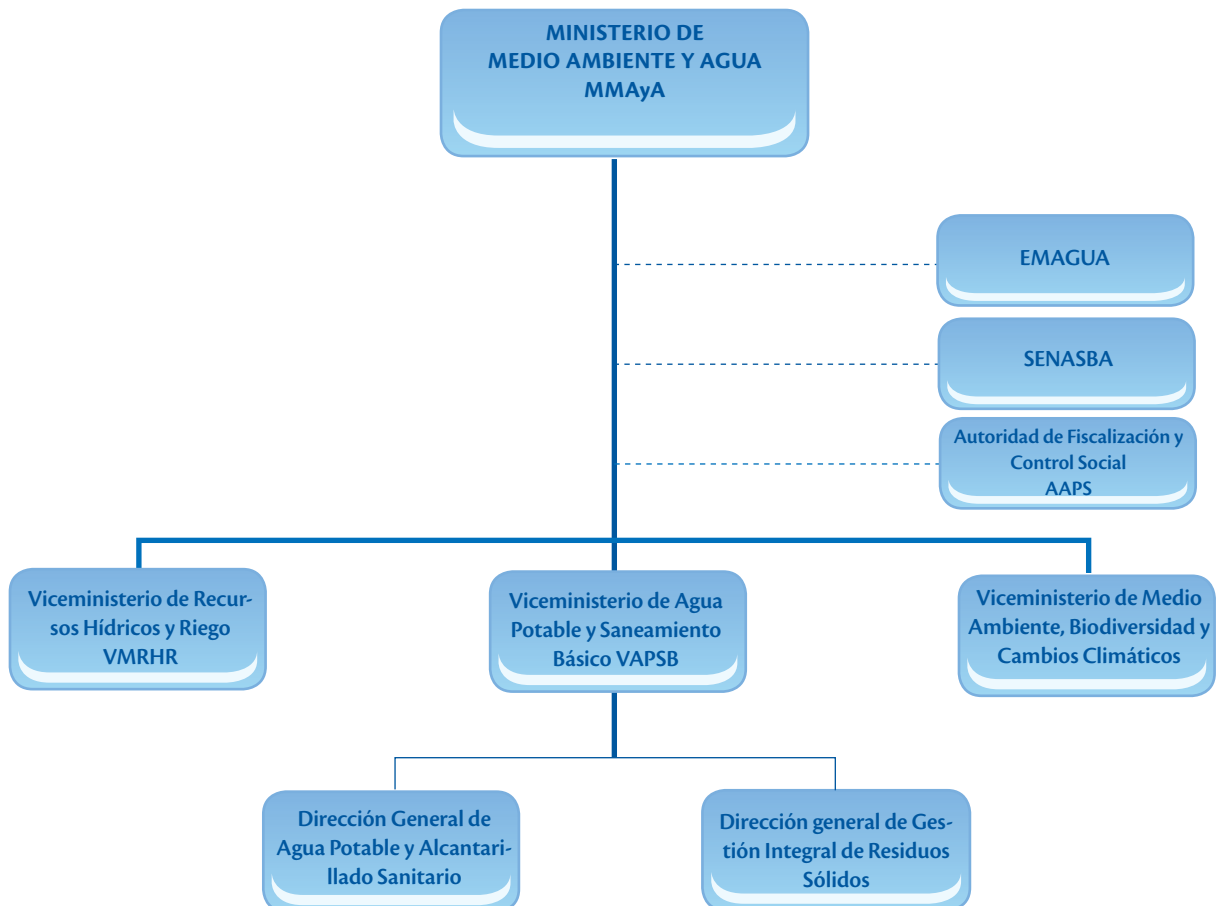 MINISTERIO DE
MEDIO AMBIENTE Y AGUA
MMAyA
EMAGUA
SENASBA
Autoridad de Fiscalización y
Control Social
AAPS
Viceministerio de Recur-
sos Hídricos y Riego
VMRHR
Viceministerio de Agua
Potable y Saneamiento
Básico VAPSB
Viceministerio de Medio
Ambiente, Biodiversidad y
Cambios Climáticos
Dirección General de
Agua Potable y Alcantari-
llado Sanitario
Dirección general de Ges-
tión Integral de Residuos
Sólidos